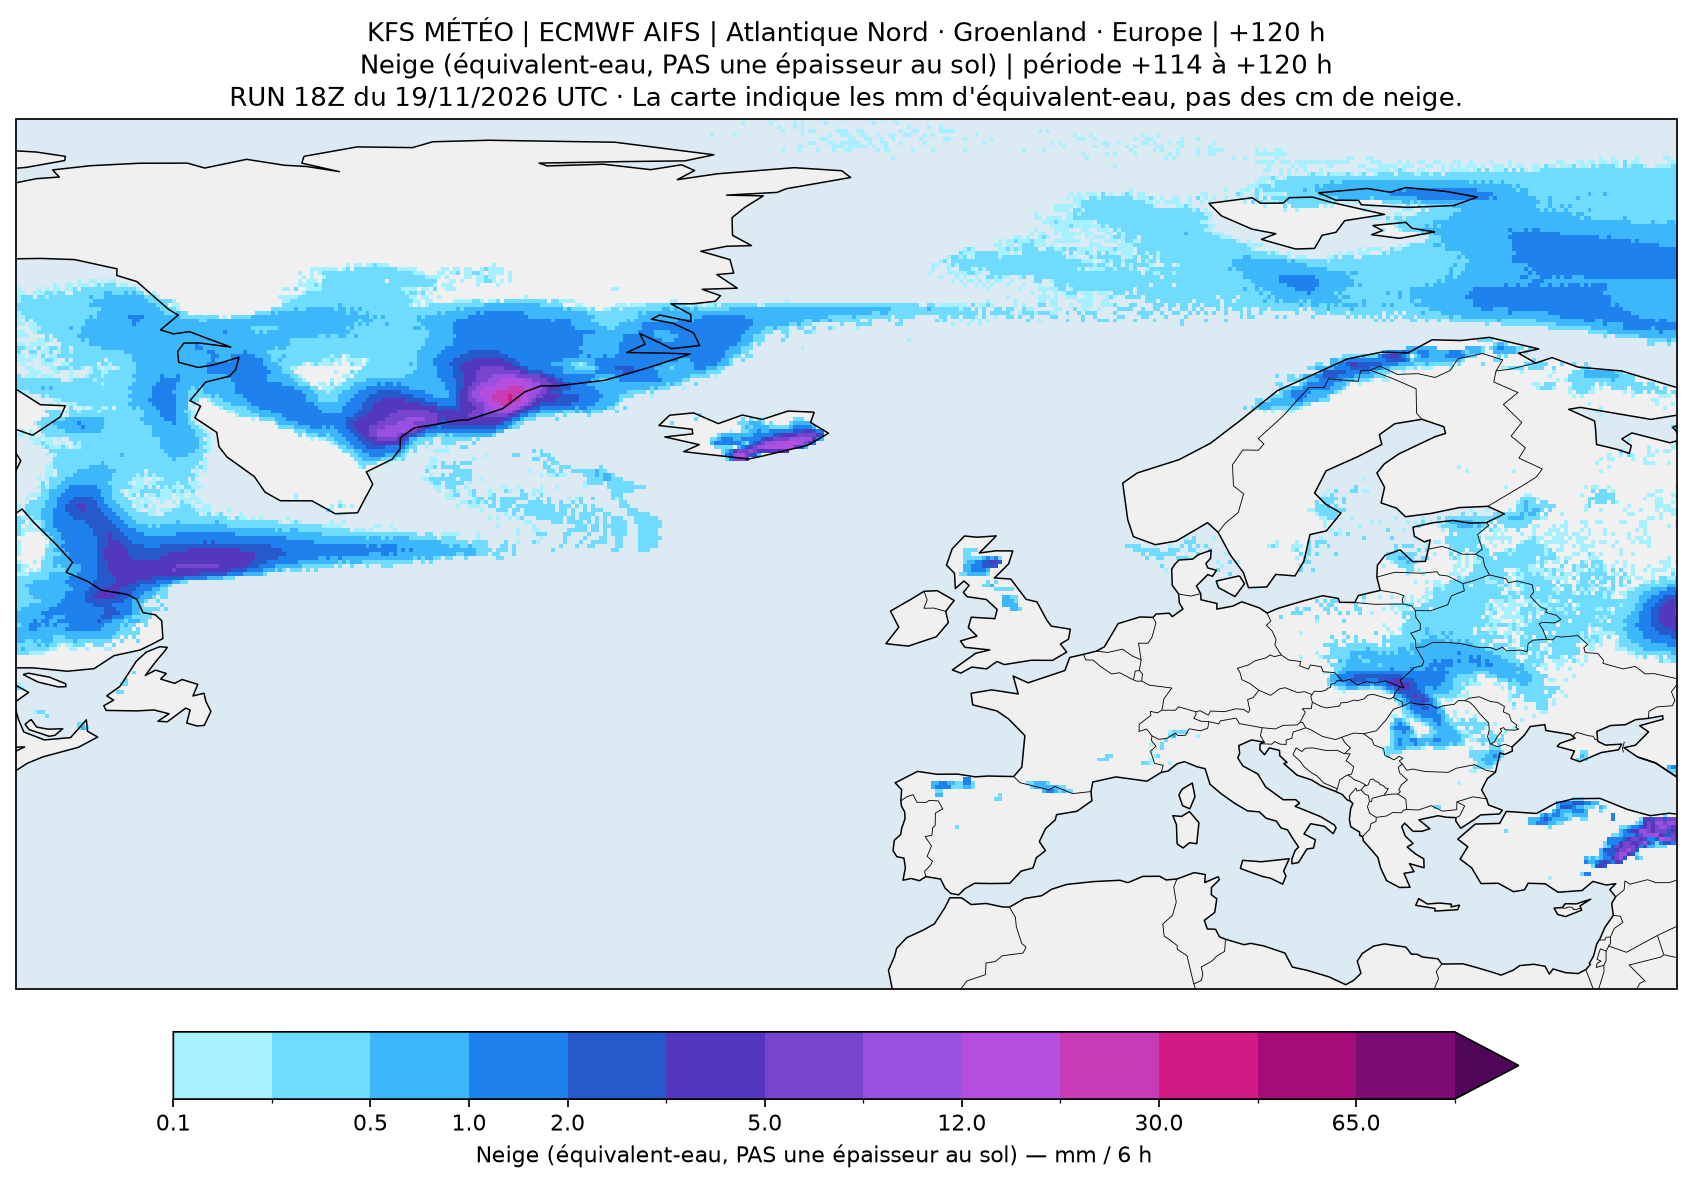 KFS MÉTÉO | ECMWF AIFS | Atlantique Nord · Groenland · Europe | +120 h
Neige (équivalent-eau, PAS une épaisseur au sol) | période +114 à +120 h
RUN 18Z du 19/11/2026 UTC · La carte indique les mm d'équivalent-eau, pas des cm de neige.
0.1 0.5 1.0 2.0 5.0 12.0 30.0 65.0
Neige (équivalent-eau, PAS une épaisseur au sol) — mm / 6 h